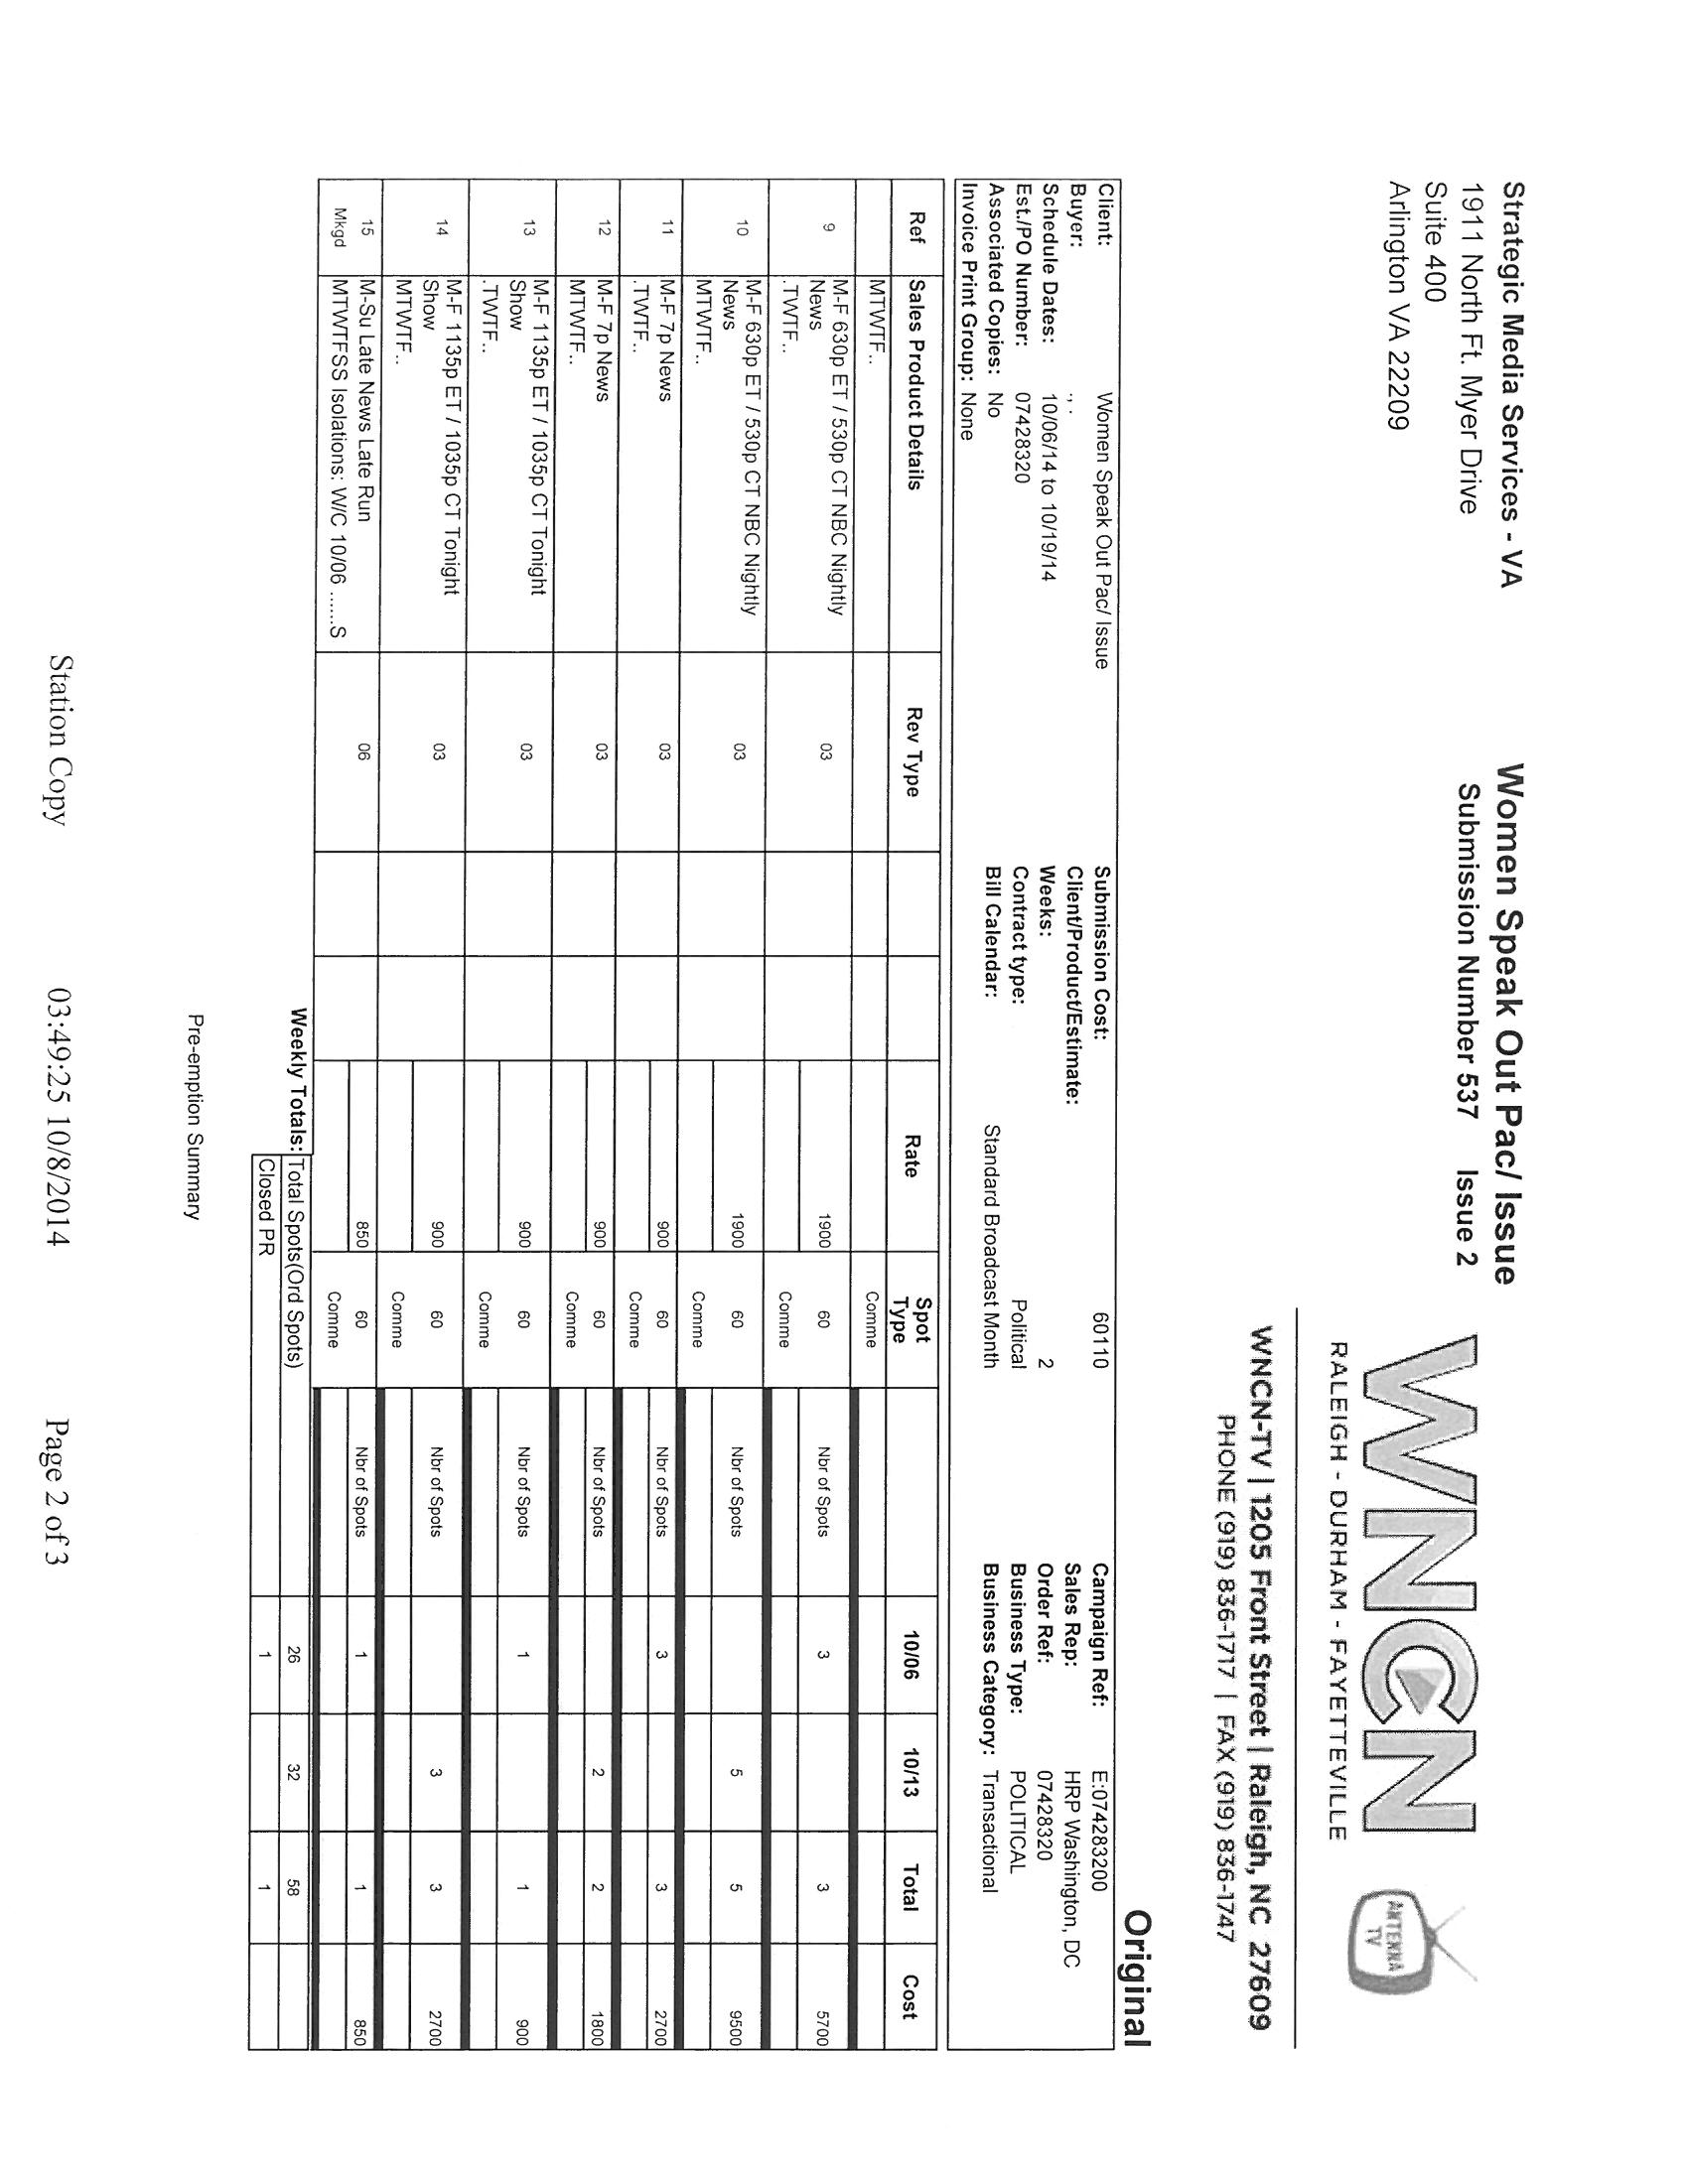 Strategic Media Services - VA
1911 North Ft. Myer Drive
Suite 400
Arlington VA 22209
Women Speak Out Pac/ Issue
Submission Number 537 Issue 2
WNCN
RALEIGH - DURHAM - FAYETTEVILLE
ANTENNA TV
WNCN-TV | 1205 Front Street | Raleigh, NC 27609
PHONE (919) 836-1717 | FAX (919) 836-1747
Original
Client: Women Speak Out Pac/ Issue Submission Cost: 60110 Campaign Ref: E:074283200
Buyer: , . Client/Product/Estimate: Sales Rep: HRP Washington, DC
Schedule Dates: 10/06/14 to 10/19/14 Weeks: 2 Order Ref: 07428320
Est./PO Number: 07428320 Contract type: Political Business Type: POLITICAL
Associated Copies: No Bill Calendar: Standard Broadcast Month Business Category: Transactional
Invoice Print Group: None
Ref Sales Product Details Rev Type Rate Spot Type 10/06 10/13 Total Cost
MTWTF.. Comme
9 M-F 630p ET / 530p CT NBC Nightly 03 1900 60 Nbr of Spots 3 3 5700
News
.TWTF.. Comme
10 M-F 630p ET / 530p CT NBC Nightly 03 1900 60 Nbr of Spots 5 5 9500
News
MTWTF.. Comme
11 M-F 7p News 03 900 60 Nbr of Spots 3 3 2700
.TWTF.. Comme
12 M-F 7p News 03 900 60 Nbr of Spots 2 2 1800
MTWTF.. Comme
13 M-F 1135p ET / 1035p CT Tonight 03 900 60 Nbr of Spots 1 1 900
Show
.TWTF.. Comme
14 M-F 1135p ET / 1035p CT Tonight 03 900 60 Nbr of Spots 3 3 2700
Show
MTWTF.. Comme
15 M-Su Late News Late Run 06 850 60 Nbr of Spots 1 1 850
Mkgd MTWTFSS Isolations: W/C 10/06 ......S Comme
Weekly Totals: Total Spots(Ord Spots) 26 32 58
Closed PR 1 1
Pre-emption Summary
Station Copy 03:49:25 10/8/2014 Page 2 of 3